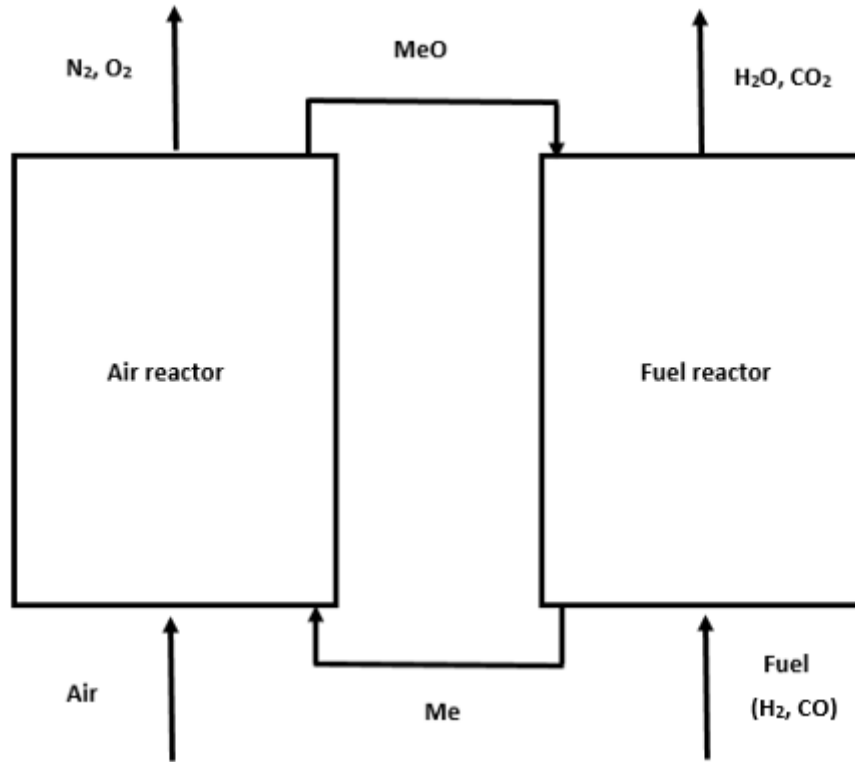 N₂, O₂
MeO
H₂O, CO₂
Air reactor
Fuel reactor
Air
Me
Fuel
(H₂, CO)